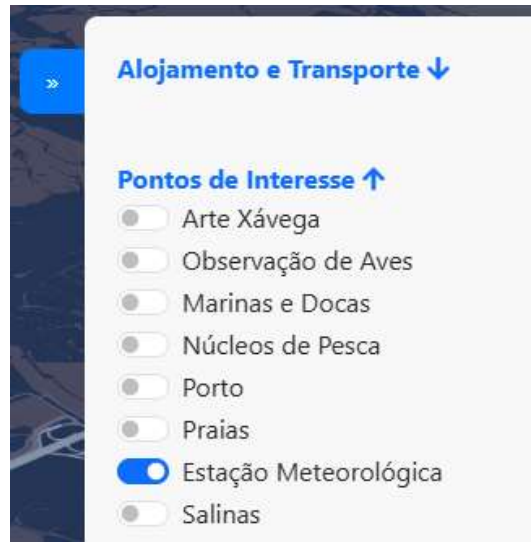 »
Alojamento e Transporte ↓
Pontos de Interesse ↑
Arte Xávega
Observação de Aves
Marinas e Docas
Núcleos de Pesca
Porto
Praias
Estação Meteorológica
Salinas